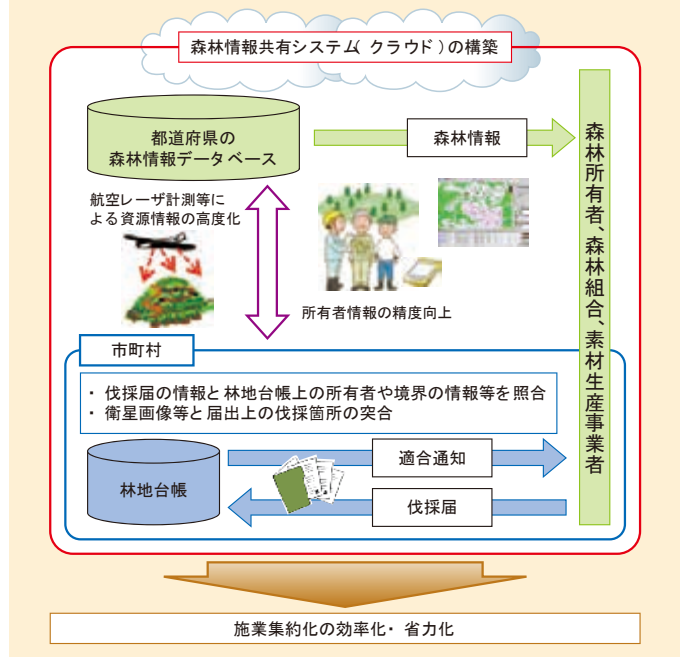 森林情報共有システム(クラウド)の構築
都道府県の
森林情報データベース
森林情報
航空レーザ計測等に
よる資源情報の高度化
所有者情報の精度向上
森林所有者、森林組合、素材生産事業者
市町村
・ 伐採届の情報と林地台帳上の所有者や境界の情報等を照合
・ 衛星画像等と届出上の伐採箇所の突合
林地台帳
適合通知
伐採届
施業集約化の効率化・省力化